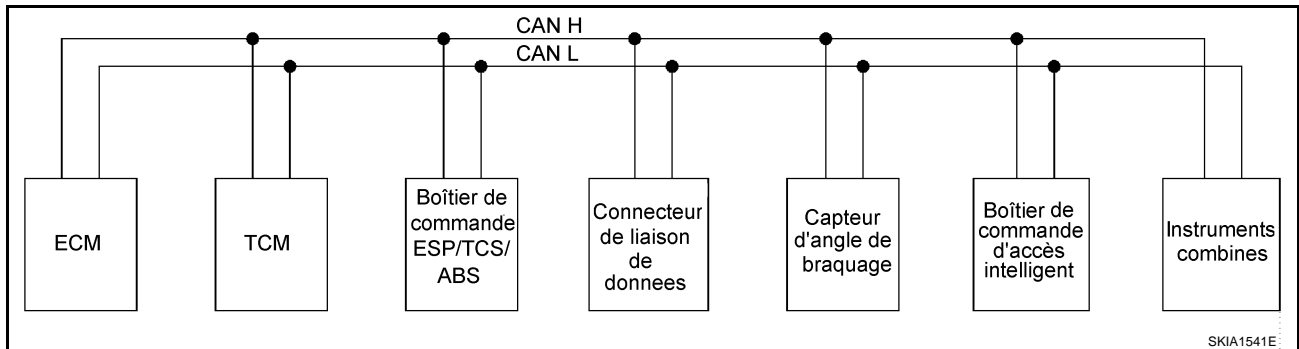 CAN H
CAN L
ECM
TCM
Boîtier de
commande
ESP/TCS/
ABS
Connecteur
de liaison
de
donnees
Capteur
d'angle de
braquage
Boîtier de
commande
d'accès
intelligent
Instruments
combines
SKIA1541E